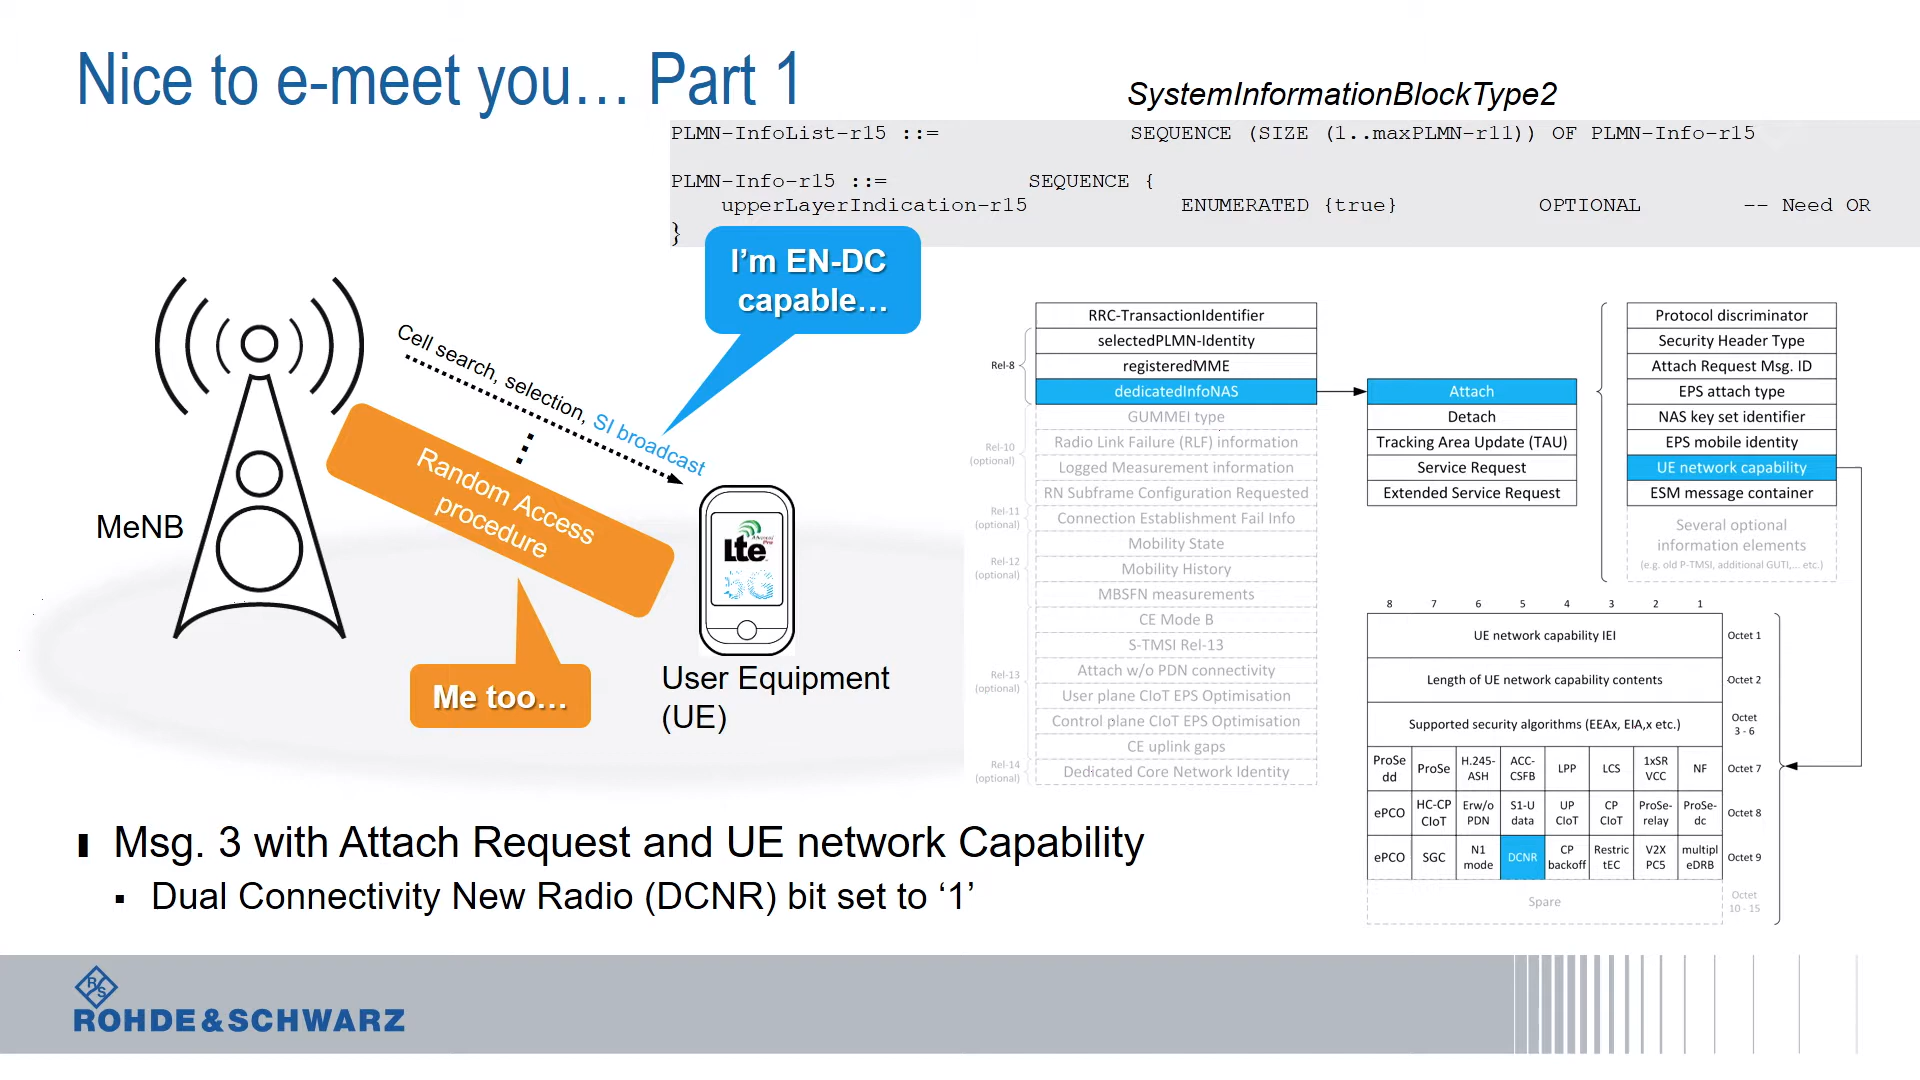 Nice to e-meet you… Part 1
SystemInformationBlockType2
PLMN-InfoList-r15 ::= SEQUENCE (SIZE (1..maxPLMN-r11)) OF PLMN-Info-r15
PLMN-Info-r15 ::= SEQUENCE {
upperLayerIndication-r15 ENUMERATED {true} OPTIONAL -- Need OR
}
I'm EN-DC
capable…
Cell search, selection, SI broadcast
Random Access
procedure
MeNB
Lte
Advanced
Pro
5G
Me too…
User Equipment
(UE)
RRC-TransactionIdentifier
selectedPLMN-Identity
Rel-8
registeredMME
dedicatedInfoNAS
GUMMEI type
Rel-10
(optional)
Radio Link Failure (RLF) information
Logged Measurement information
RN Subframe Configuration Requested
Rel-11
(optional)
Connection Establishment Fail Info
Mobility State
Rel-12
(optional)
Mobility History
MBSFN measurements
CE Mode B
S-TMSI Rel-13
Rel-13
(optional)
Attach w/o PDN connectivity
User plane CIoT EPS Optimisation
Control plane CIoT EPS Optimisation
CE uplink gaps
Rel-14
(optional)
Dedicated Core Network Identity
Attach
Detach
Tracking Area Update (TAU)
Service Request
Extended Service Request
Protocol discriminator
Security Header Type
Attach Request Msg. ID
EPS attach type
NAS key set identifier
EPS mobile identity
UE network capability
ESM message container
Several optional
information elements
(e.g. old P-TMSI, additional GUTI,... etc.)
8 7 6 5 4 3 2 1
UE network capability IEI Octet 1
Length of UE network capability contents Octet 2
Supported security algorithms (EEAx, EIA,x etc.) Octet
3 - 6
ProSe H.245- ACC- 1xSR
dd ProSe ASH CSFB LPP LCS VCC NF Octet 7
HC-CP Erw/o S1-U UP CP ProSe- ProSe-
ePCO CIoT PDN data CIoT CIoT relay dc Octet 8
N1 CP Restric V2X multipl
ePCO SGC mode DCNR backoff tEC PC5 eDRB Octet 9
Spare Octet
10 - 15
Msg. 3 with Attach Request and UE network Capability
Dual Connectivity New Radio (DCNR) bit set to ‘1’
R S
ROHDE&SCHWARZ